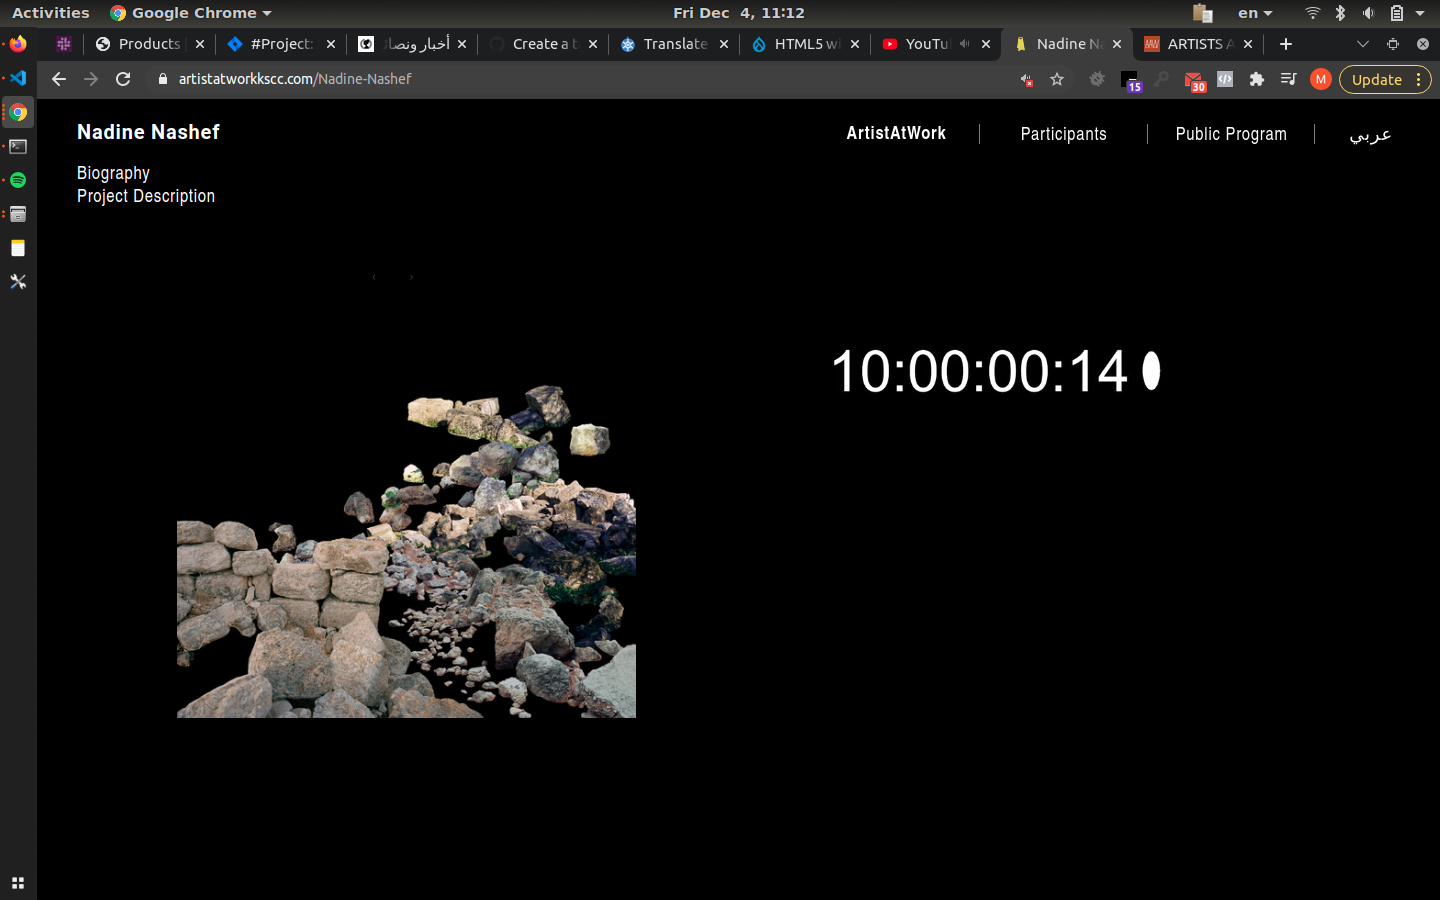 Activities
Google Chrome
Fri Dec 4, 11:12
en
Products
#Project:
أخبار ونصائ
Create a t
Translate
HTML5 w
YouTu
Nadine N
ARTISTS A
artistatworkkscc.com/Nadine-Nashef
15
30
M
Update
Nadine Nashef
ArtistAtWork
Participants
Public Program
عربي
Biography
Project Description
10:00:00:14